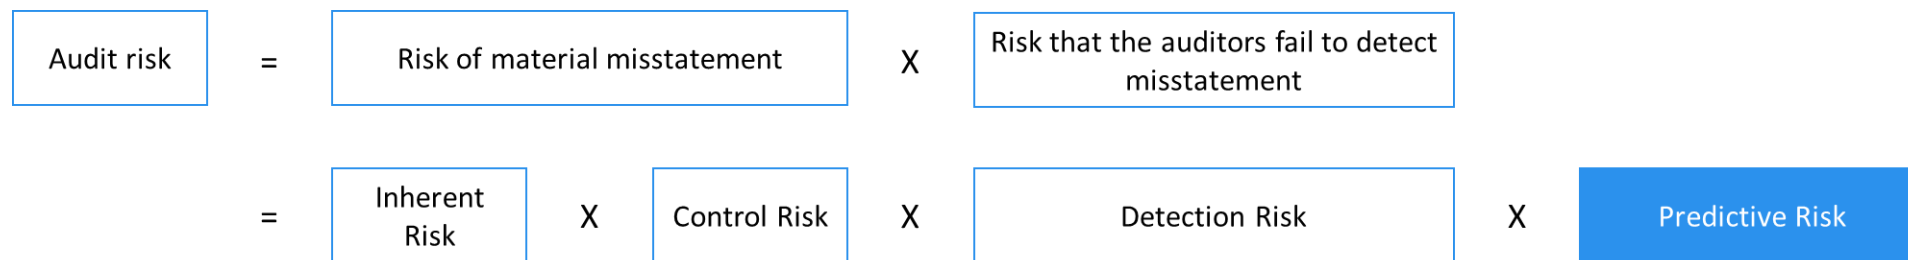 Audit risk = Risk of material misstatement X Risk that the auditors fail to detect
misstatement
= Inherent
Risk X Control Risk X Detection Risk X Predictive Risk